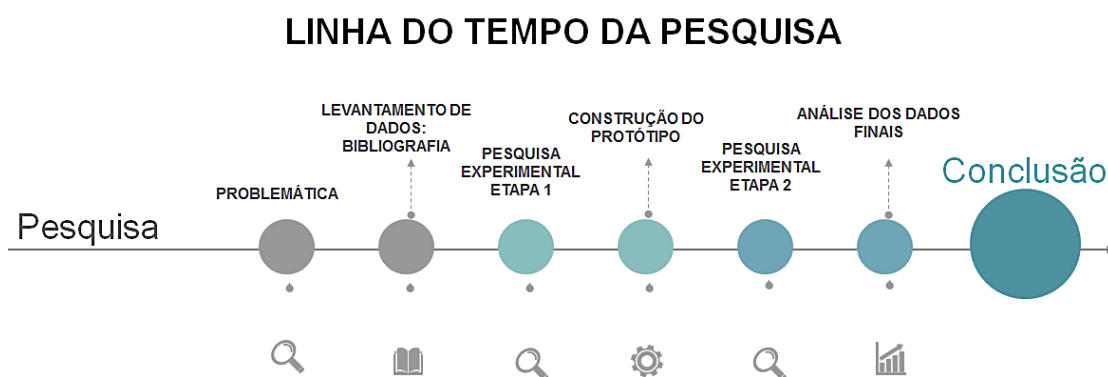 LINHA DO TEMPO DA PESQUISA
Pesquisa
PROBLEMÁTICA
LEVANTAMENTO DE
DADOS:
BIBLIOGRAFIA
PESQUISA
EXPERIMENTAL
ETAPA 1
CONSTRUÇÃO DO
PROTÓTIPO
PESQUISA
EXPERIMENTAL
ETAPA 2
ANÁLISE DOS DADOS
FINAIS
Conclusão